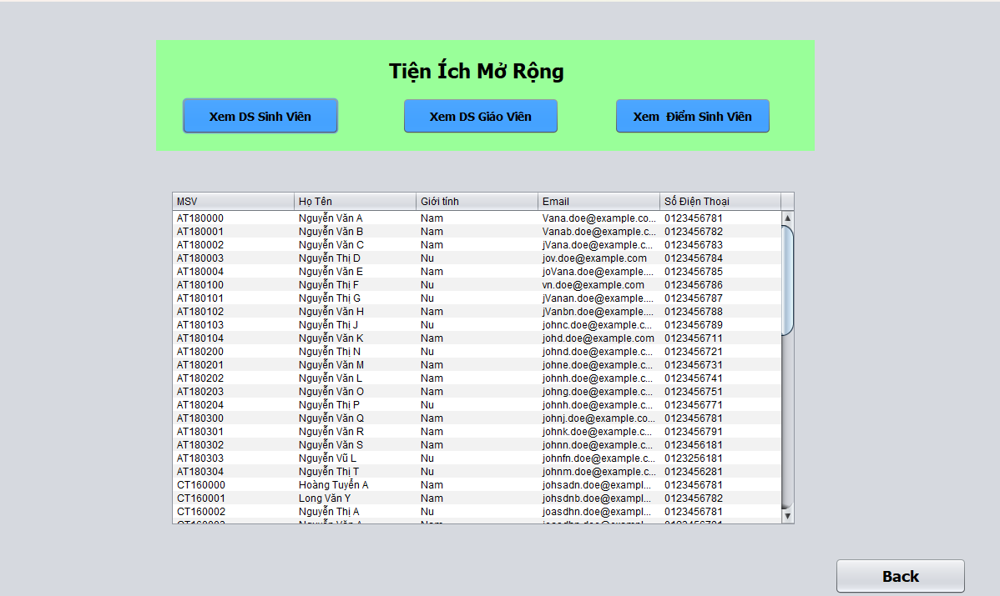 Tiện Ích Mở Rộng
Xem DS Sinh Viên Xem DS Giáo Viên Xem Điểm Sinh Viên
MSV Họ Tên Giới tính Email Số Điện Thoại
AT180000 Nguyễn Văn A Nam Vana.doe@example.co... 0123456781
AT180001 Nguyễn Văn B Nam Vanab.doe@example.c... 0123456782
AT180002 Nguyễn Văn C Nam jVana.doe@example.c... 0123456783
AT180003 Nguyễn Thị D Nu jov.doe@example.com 0123456784
AT180004 Nguyễn Văn E Nam joVana.doe@example.... 0123456785
AT180100 Nguyễn Thị F Nu vn.doe@example.com 0123456786
AT180101 Nguyễn Thị G Nu jVanan.doe@example.... 0123456787
AT180102 Nguyễn Văn H Nam jVanbn.doe@example.... 0123456788
AT180103 Nguyễn Thị J Nu johnc.doe@example.c... 0123456789
AT180104 Nguyễn Văn K Nam johd.doe@example.com 0123456711
AT180200 Nguyễn Thị N Nu johnd.doe@example.c... 0123456721
AT180201 Nguyễn Văn M Nam johne.doe@example.c... 0123456731
AT180202 Nguyễn Văn L Nam johnh.doe@example.c... 0123456741
AT180203 Nguyễn Văn O Nam johng.doe@example.c... 0123456751
AT180204 Nguyễn Thị P Nu johnh.doe@example.c... 0123456771
AT180300 Nguyễn Văn Q Nam johnj.doe@example.co... 0123456781
AT180301 Nguyễn Văn R Nam johnk.doe@example.c... 0123456791
AT180302 Nguyễn Văn S Nam johnn.doe@example.c... 0123456181
AT180303 Nguyễn Vũ L Nu johnfn.doe@example.c... 0123256181
AT180304 Nguyễn Thị T Nu johnm.doe@example.c... 0123456281
CT160000 Hoàng Tuyển A Nam johsadn.doe@exampl... 0123456781
CT160001 Long Văn Y Nam johsdnb.doe@exampl... 0123456782
CT160002 Nguyễn Thị A Nu joasdhn.doe@exampl... 0123456781
Back